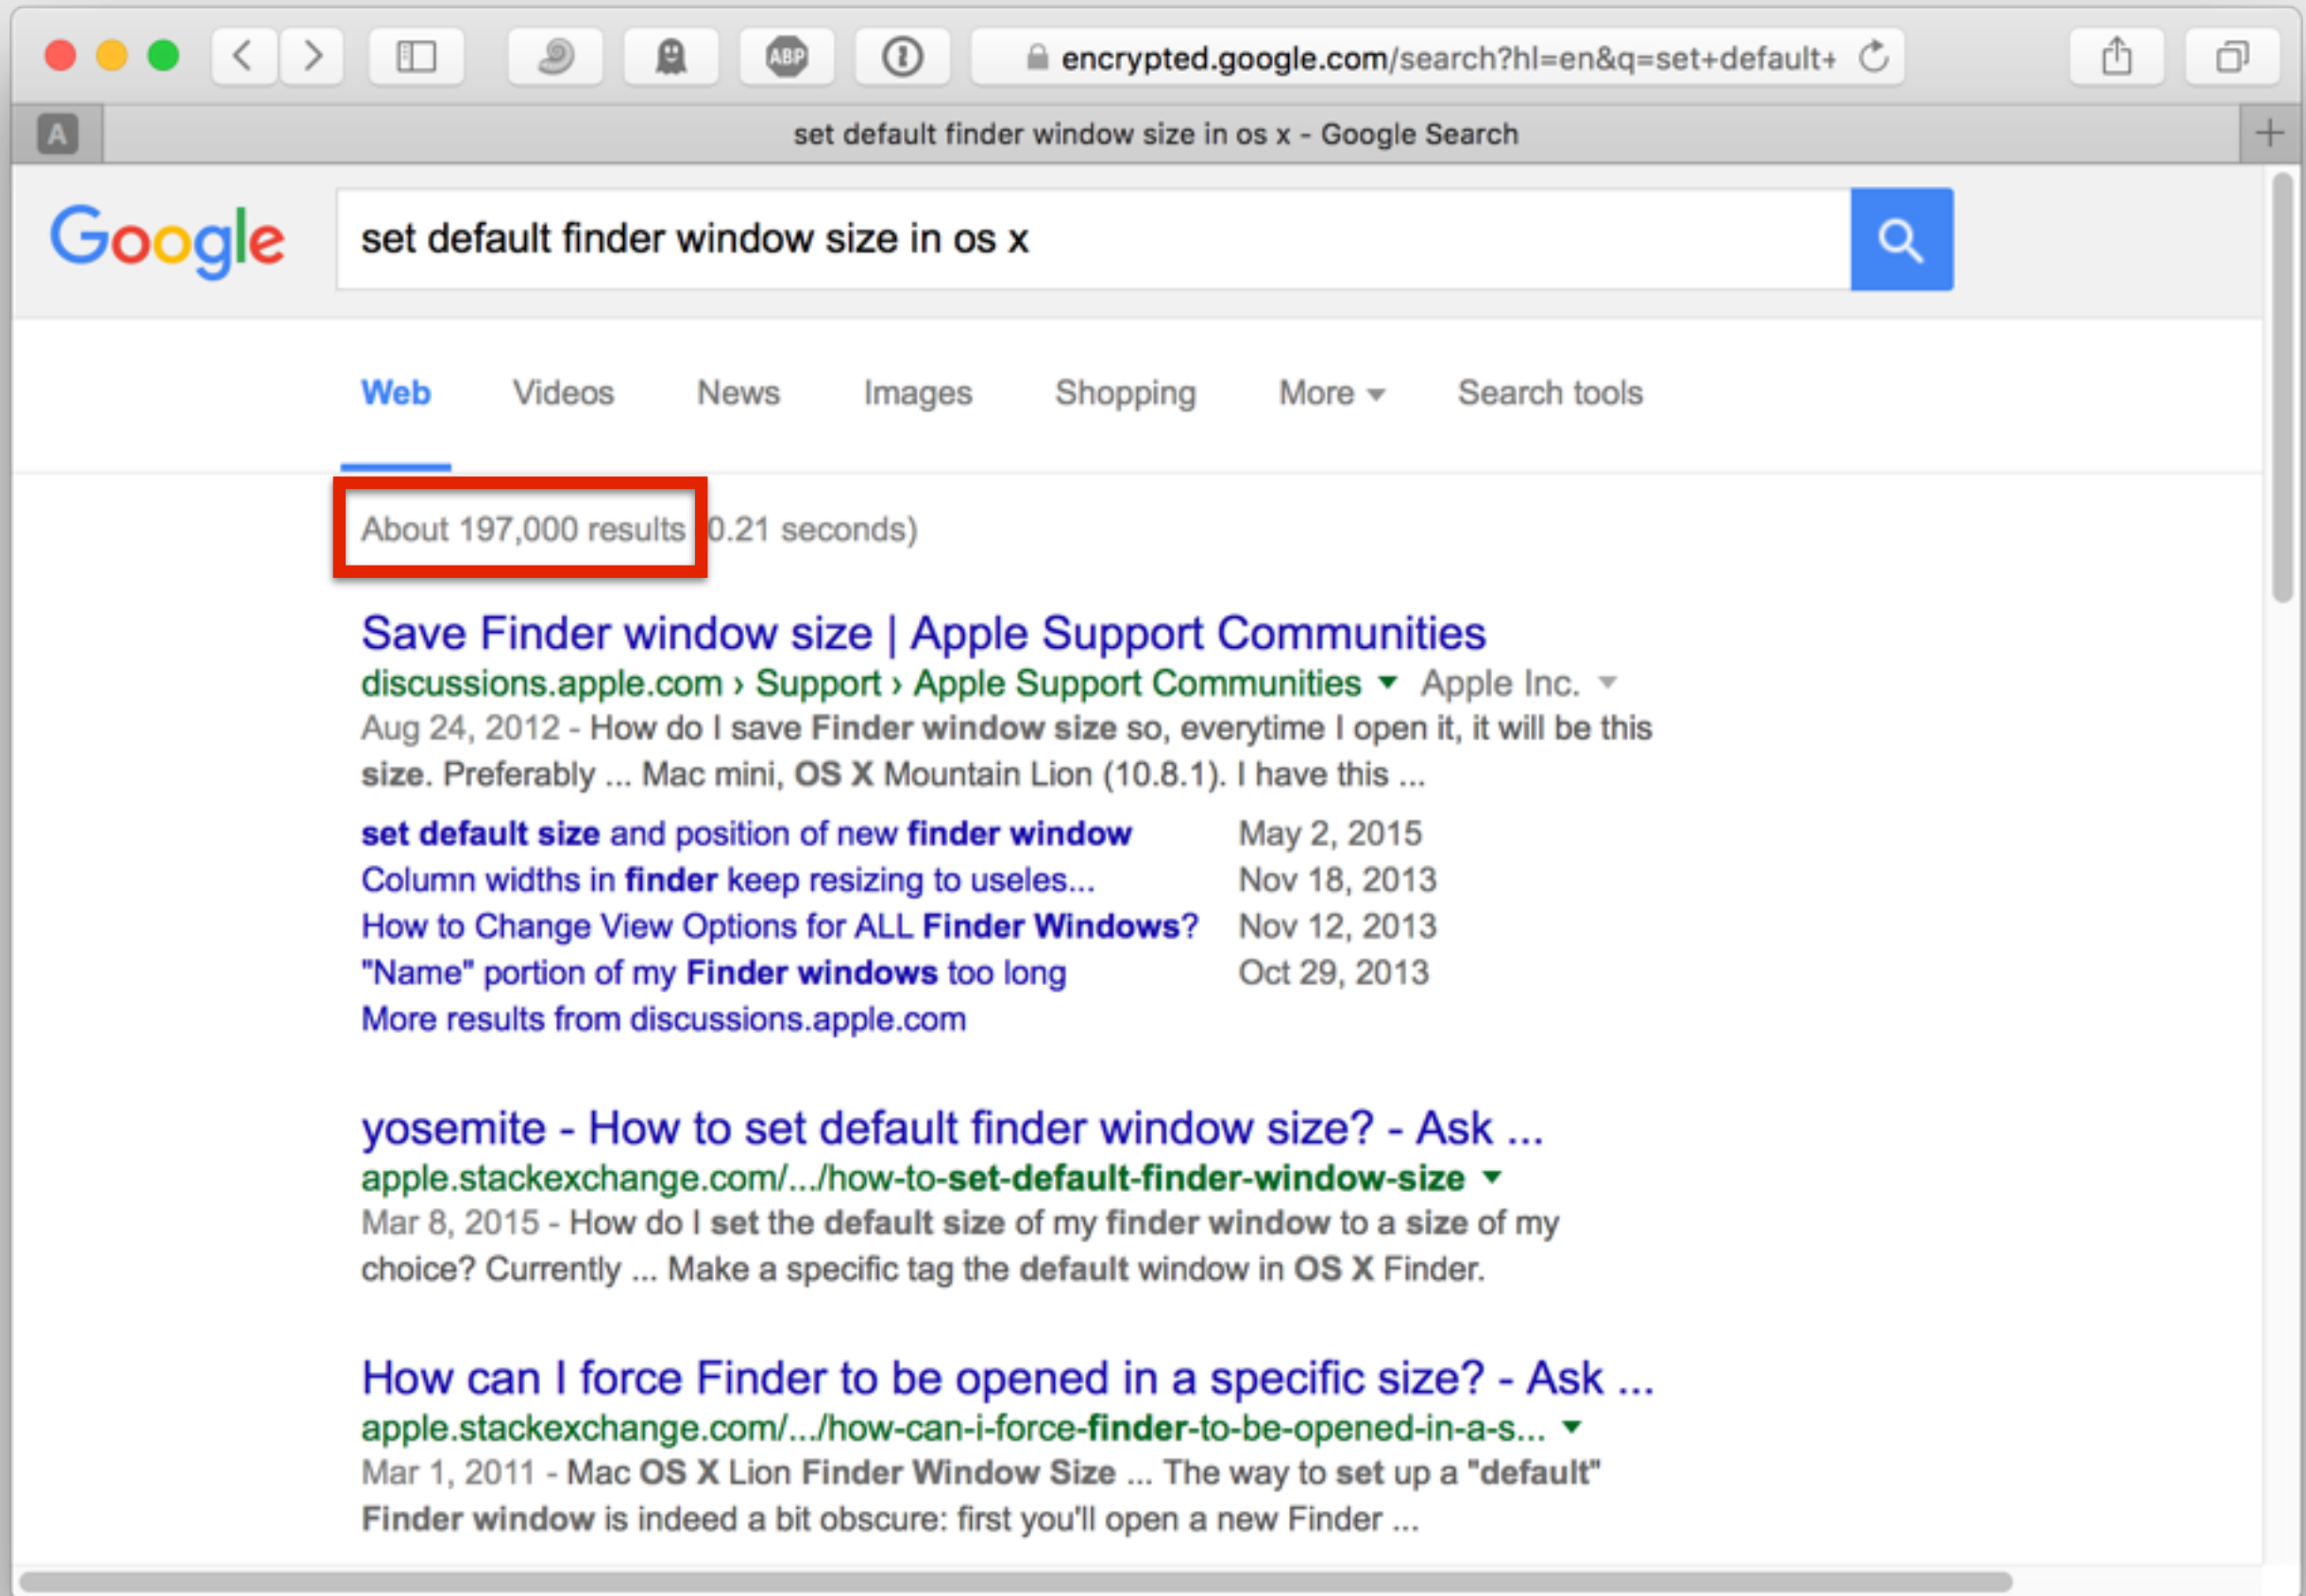 ABP
encrypted.google.com/search?hl=en&q=set+default+
A
set default finder window size in os x - Google Search
+
Google
set default finder window size in os x
Web Videos News Images Shopping More Search tools
About 197,000 results 0.21 seconds)
Save Finder window size | Apple Support Communities
discussions.apple.com › Support › Apple Support Communities Apple Inc.
Aug 24, 2012 - How do I save Finder window size so, everytime I open it, it will be this
size. Preferably ... Mac mini, OS X Mountain Lion (10.8.1). I have this ...
set default size and position of new finder window May 2, 2015
Column widths in finder keep resizing to useles... Nov 18, 2013
How to Change View Options for ALL Finder Windows? Nov 12, 2013
"Name" portion of my Finder windows too long Oct 29, 2013
More results from discussions.apple.com
yosemite - How to set default finder window size? - Ask ...
apple.stackexchange.com/.../how-to-set-default-finder-window-size
Mar 8, 2015 - How do I set the default size of my finder window to a size of my
choice? Currently ... Make a specific tag the default window in OS X Finder.
How can I force Finder to be opened in a specific size? - Ask ...
apple.stackexchange.com/.../how-can-i-force-finder-to-be-opened-in-a-s...
Mar 1, 2011 - Mac OS X Lion Finder Window Size ... The way to set up a "default"
Finder window is indeed a bit obscure: first you'll open a new Finder ...